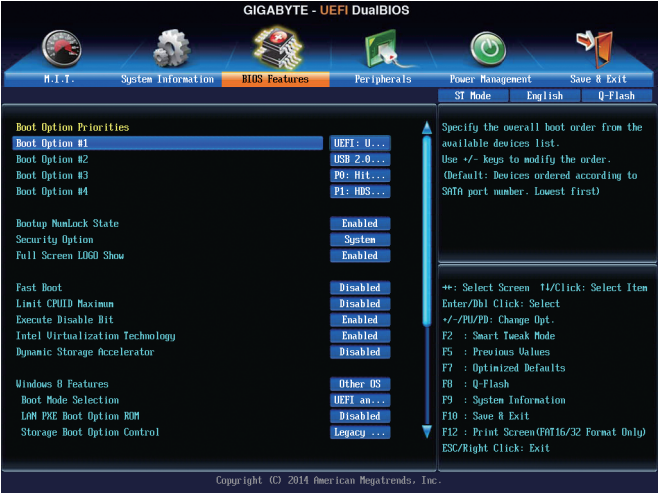 GIGABYTE - UEFI DualBIOS
M.I.T. System Information BIOS Features Peripherals Power Management Save & Exit
ST Mode English Q-Flash
Boot Option Priorities
Boot Option #1 UEFI: U...
Boot Option #2 USB 2.0...
Boot Option #3 P0: Hit...
Boot Option #4 P1: HDS...
Bootup NumLock State Enabled
Security Option System
Full Screen LOGO Show Enabled
Fast Boot Disabled
Limit CPUID Maximum Disabled
Execute Disable Bit Enabled
Intel Virtualization Technology Enabled
Dynamic Storage Accelerator Disabled
Windows 8 Features Other OS
Boot Mode Selection UEFI an...
LAN PXE Boot Option ROM Disabled
Storage Boot Option Control Legacy ...
Specify the overall boot order from the
available devices list.
Use +/- keys to modify the order.
(Default: Devices ordered according to
SATA port number. Lowest first)
→←: Select Screen ↑↓/Click: Select Item
Enter/Dbl Click: Select
+/-/PU/PD: Change Opt.
F2 : Smart Tweak Mode
F5 : Previous Values
F7 : Optimized Defaults
F8 : Q-Flash
F9 : System Information
F10 : Save & Exit
F12 : Print Screen(FAT16/32 Format Only)
ESC/Right Click: Exit
Copyright (C) 2014 American Megatrends, Inc.